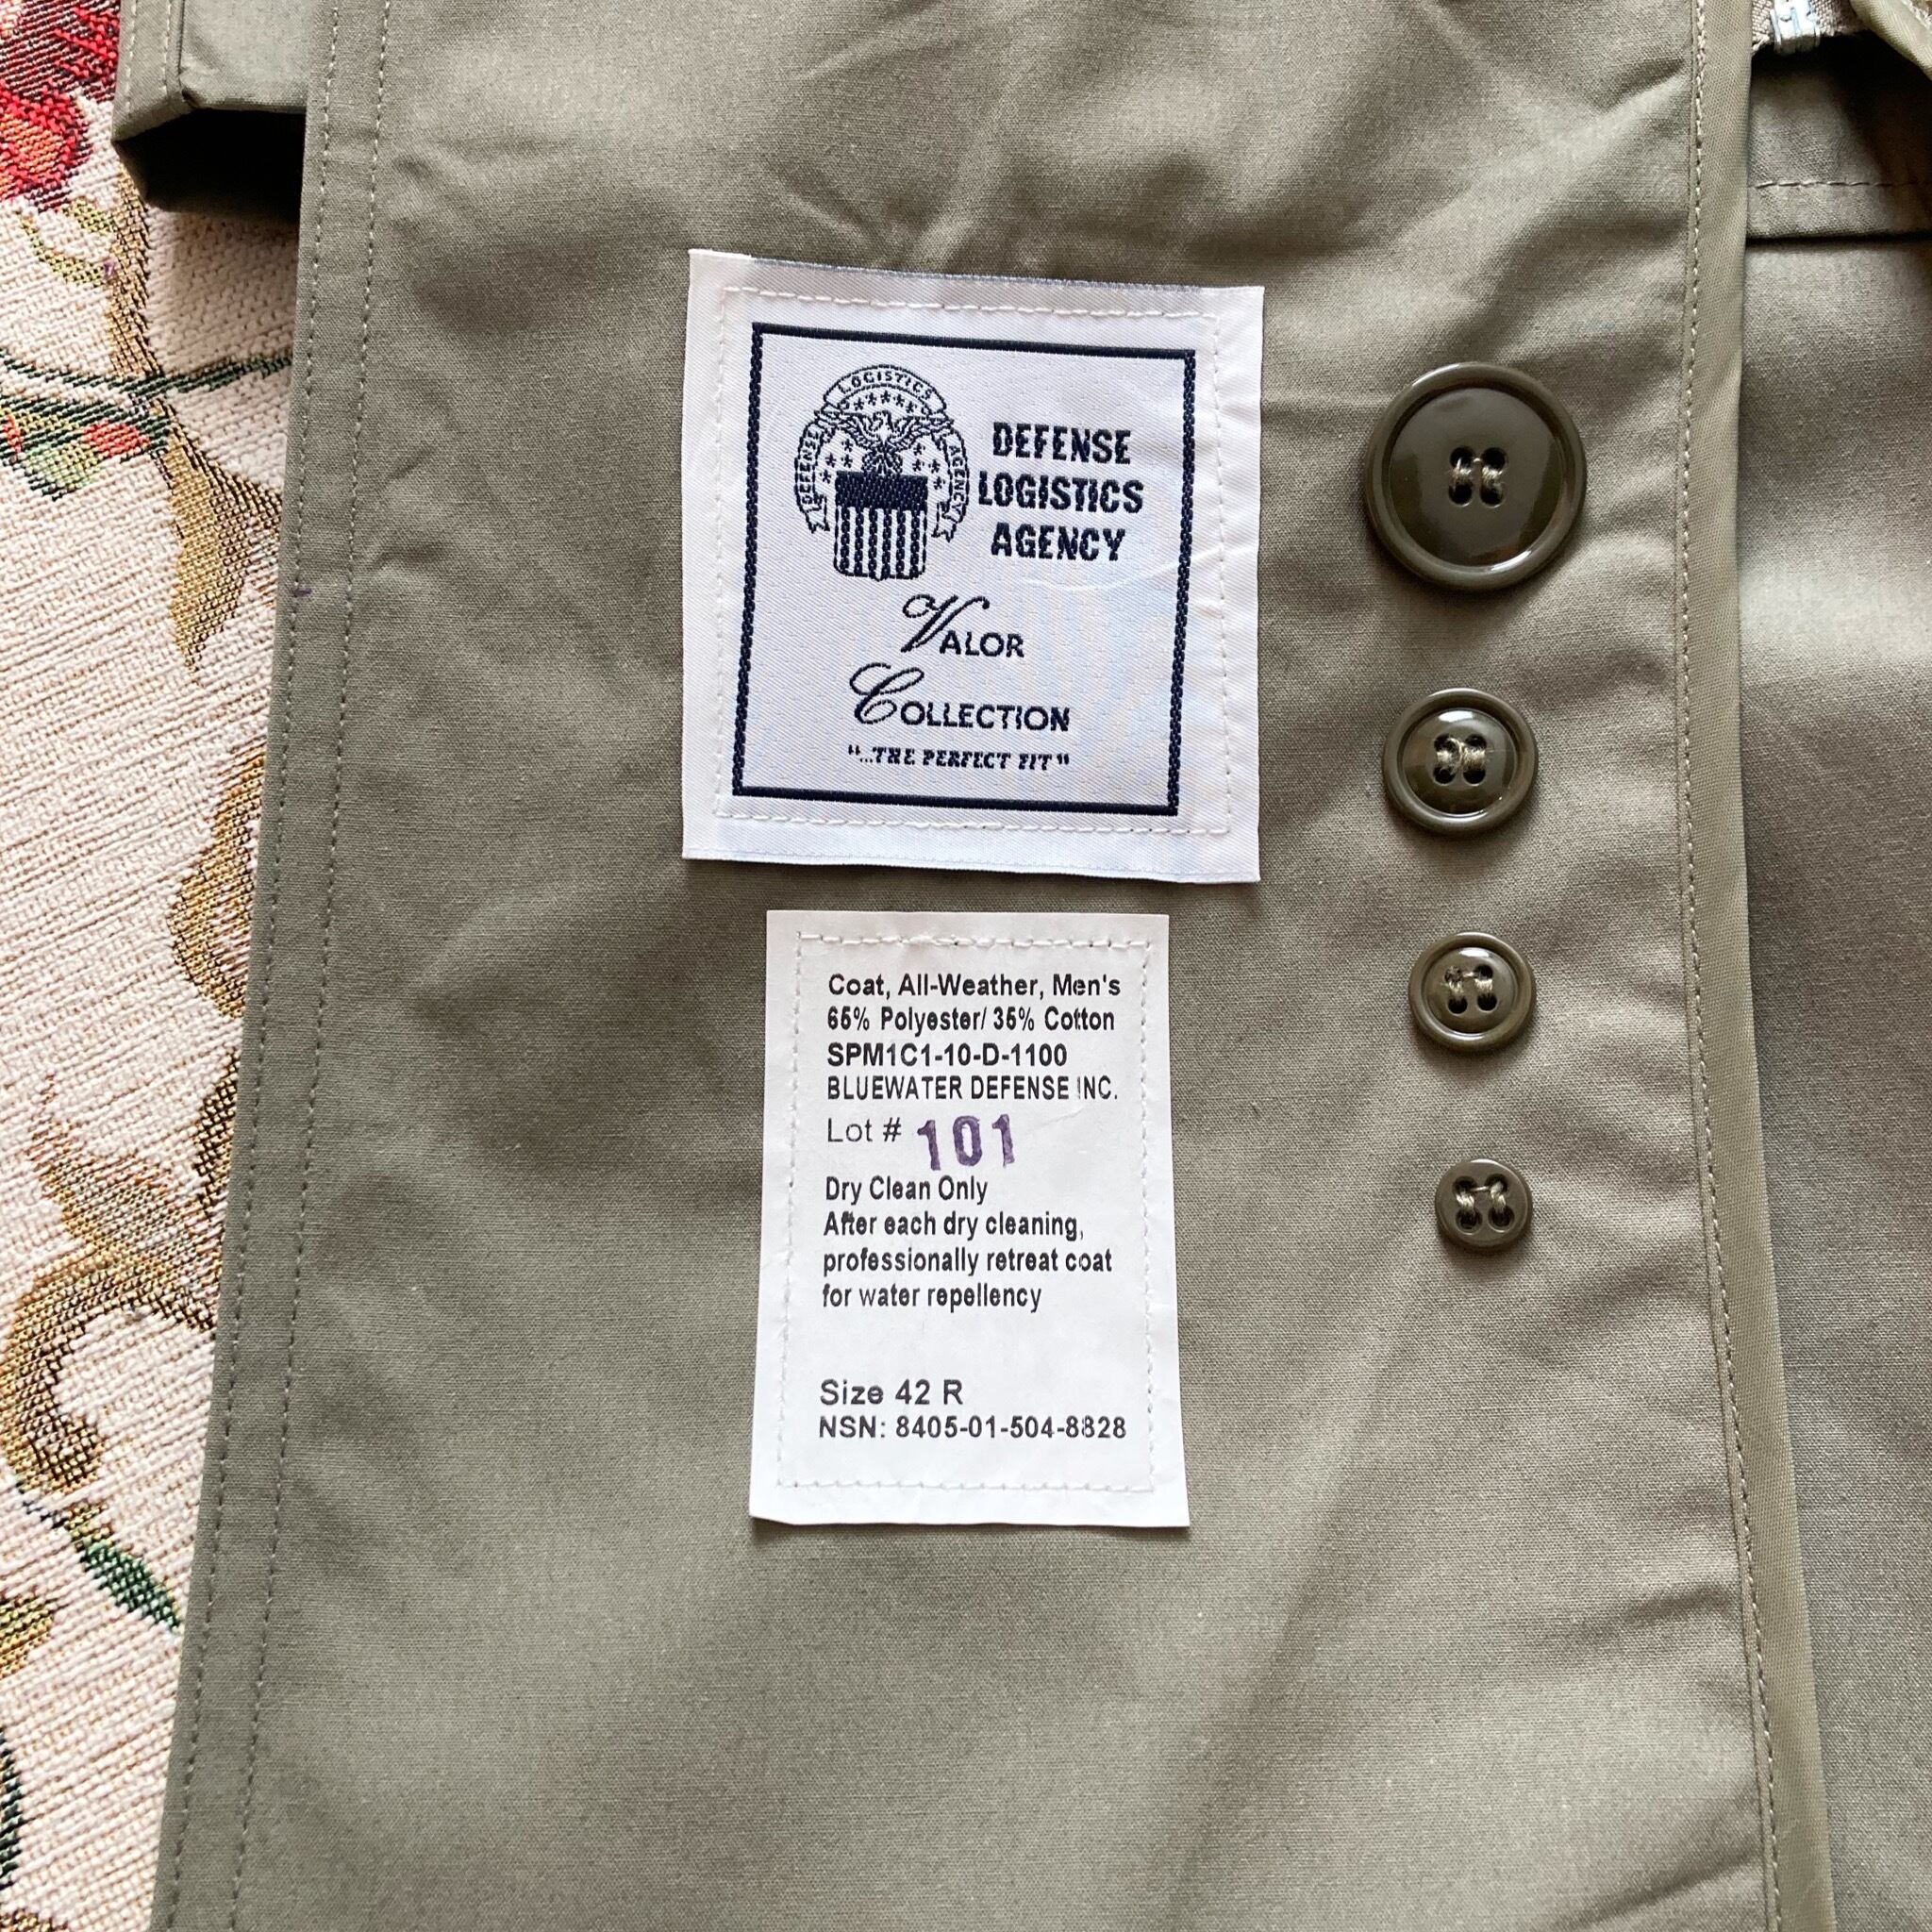 DEFENSE LOGISTICS AGENCY
DEFENSE
LOGISTICS
AGENCY
VALOR
COLLECTION
"...THE PERFECT FIT"
Coat, All-Weather, Men's
65% Polyester/ 35% Cotton
SPM1C1-10-D-1100
BLUEWATER DEFENSE INC.
Lot # 101
Dry Clean Only
After each dry cleaning,
professionally retreat coat
for water repellency
Size 42 R
NSN: 8405-01-504-8828